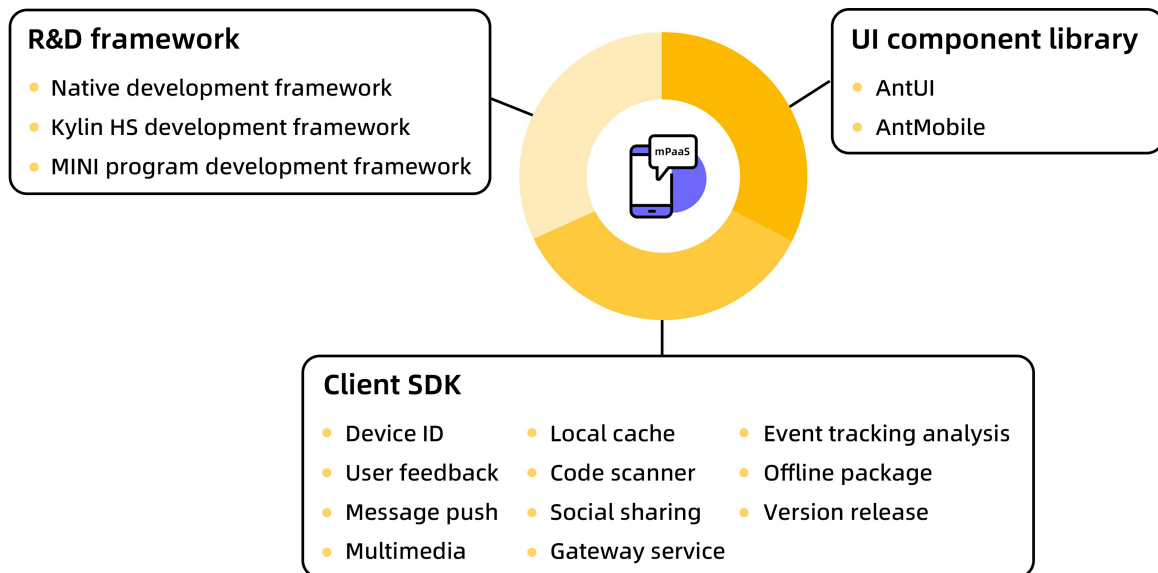 R&D framework
Native development framework
Kylin HS development framework
MINI program development framework
UI component library
AntUI
AntMobile
mPaaS
Client SDK
Device ID
User feedback
Message push
Multimedia
Local cache
Code scanner
Social sharing
Gateway service
Event tracking analysis
Offline package
Version release